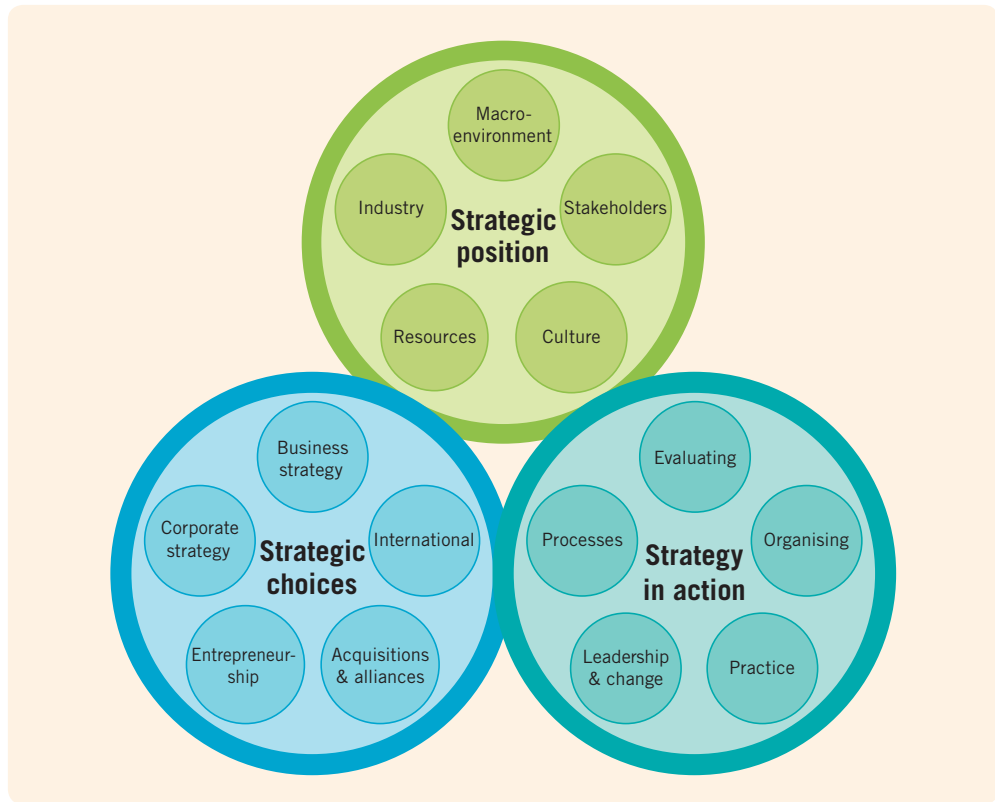 Macro-
environment
Industry
Stakeholders
Strategic
position
Resources
Culture
Business
strategy
Corporate
strategy
International
Strategic
choices
Entrepreneur-
ship
Acquisitions
& alliances
Evaluating
Processes
Organising
Strategy
in action
Leadership
& change
Practice